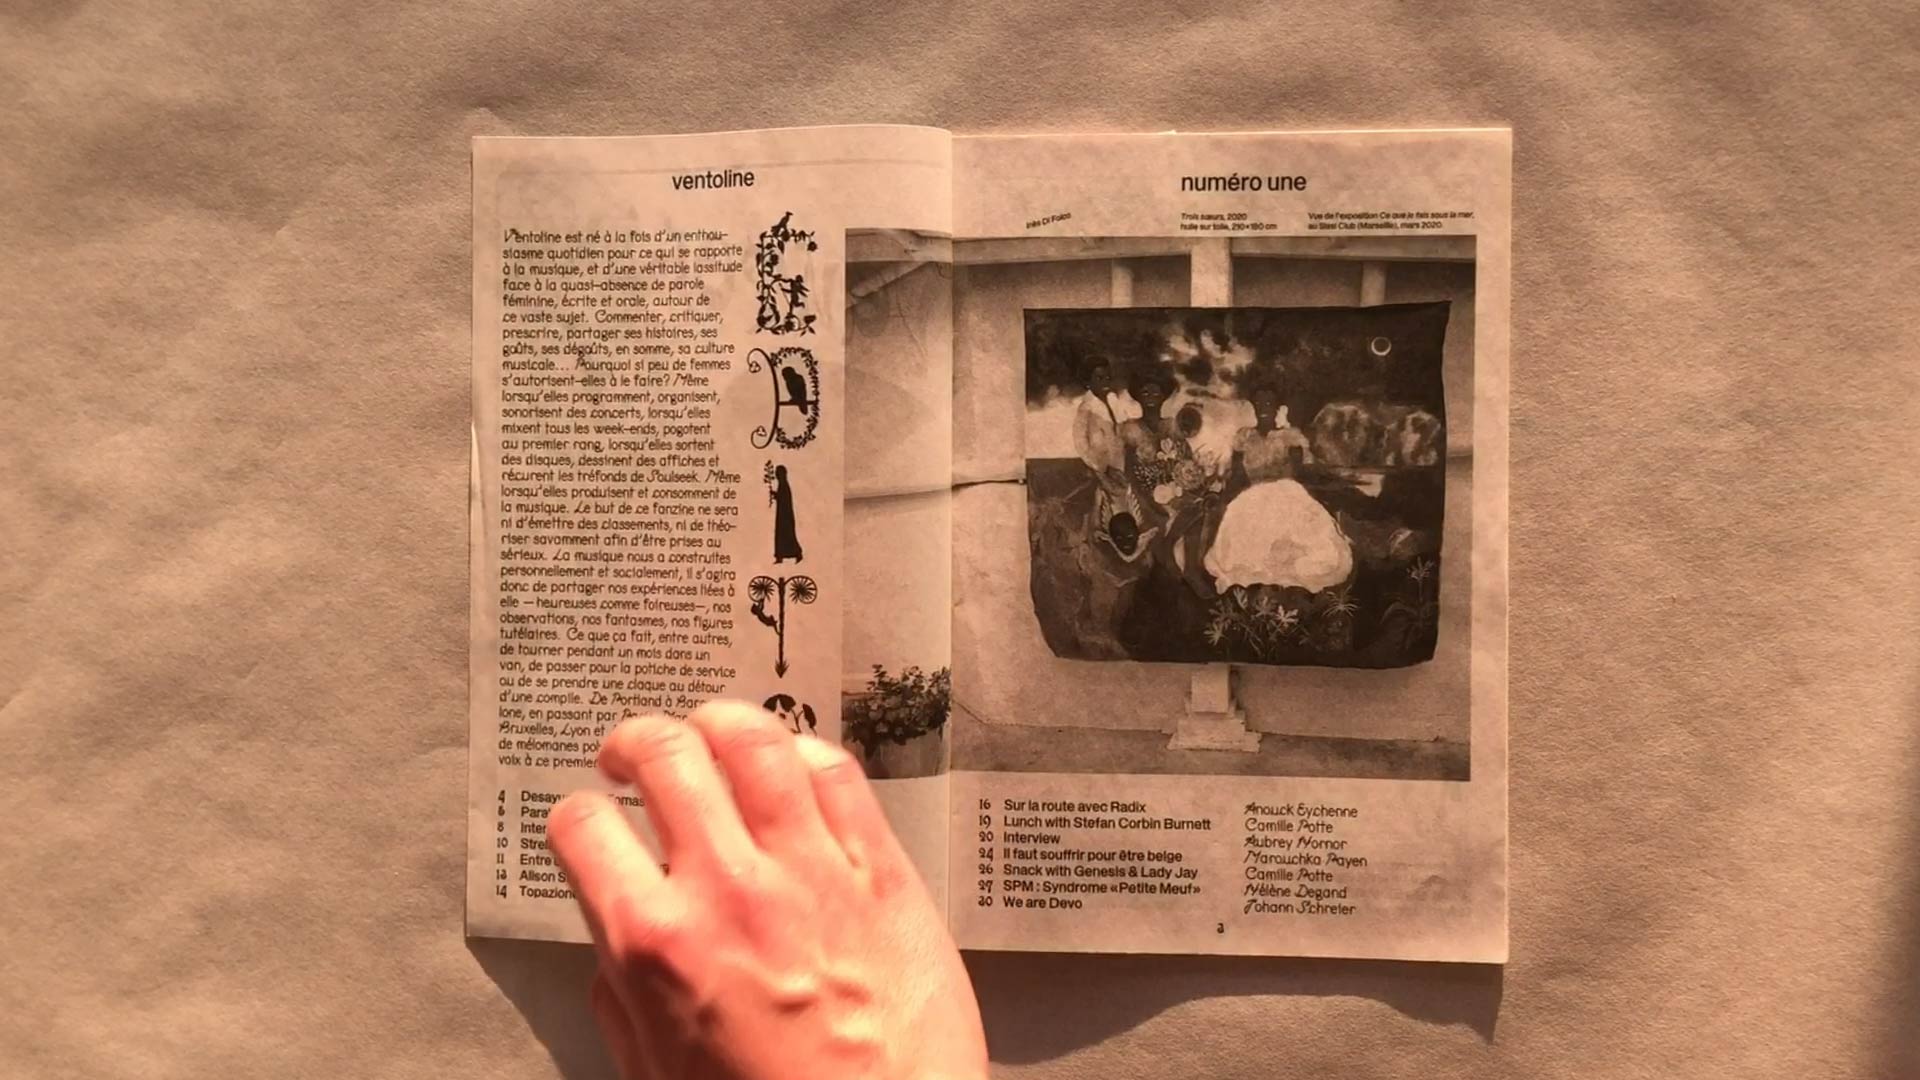 ventoline
Ventoline est né à la fois d'un enthou-
siasme quotidien pour ce qui se rapporte
à la musique, et d'une véritable lassitude
face à la quasi-absence de parole
féminine, écrite et orale, autour de
ce vaste sujet. Commenter, critiquer,
prescrire, partager ses histoires, ses
goûts, ses dégoûts, en somme, sa culture
musicale... Pourquoi si peu de femmes
s'autorisent-elles à le faire? Même
lorsqu'elles programment, organisent,
sonorisent des concerts, lorsqu'elles
mixent tous les week-ends, pogotent
au premier rang, lorsqu'elles sortent
des disques, dessinent des affiches et
récurent les tréfonds de Soulseek. Même
lorsqu'elles produisent et consomment de
la musique. Le but de ce fanzine ne sera
ni d'émettre des classements, ni de théo-
riser savamment afin d'être prises au
sérieux. La musique nous a construites
personnellement et socialement, il s'agira
donc de partager nos expériences liées à
elle — heureuses comme foireuses—, nos
observations, nos fantasmes, nos figures
tutélaires. Ce que ça fait, entre autres,
de tourner pendant un mois dans un
van, de passer pour la potiche de service
ou de se prendre une claque au détour
d'une compile. De Portland à
lone, en passant par
Bruxelles, Lyon et
de mélomanes
voix à ce premier
4
6
8
10
11 Entre
13 Alison
14
numéro une
Inès Di Folco
Trois sœurs, 2020
huile sur toile, 210×180 cm
Vue de l'exposition Ce que je fais sous la mer,
au Sissi Club (Marseille), mars 2020
16 Sur la route avec Radix Anouck Eychenne
19 Lunch with Stefan Corbin Burnett Camille Potte
20 Interview Aubrey Hornor
24 Il faut souffrir pour être belge Marouchka Payen
26 Snack with Genesis & Lady Jay Camille Potte
27 SPM : Syndrome «Petite Meuf» Hélène Degand
30 We are Devo Johann Schreier
3